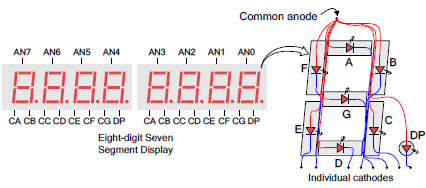 Common anode
AN7 AN6 AN5 AN4 AN3 AN2 AN1 AN0
CA CB CC CD CE CF CG DP CA CB CC CD CE CF CG DP
Eight-digit Seven
Segment Display
A
F B
G
E C
D
DP
Individual cathodes